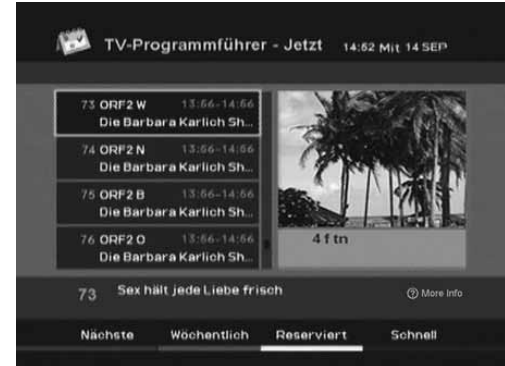 TV-Programmführer - Jetzt 14:52 Mit 14 SEP
73 ORF2 W 13:56-14:56
Die Barbara Karlich Sh...
74 ORF2 N 13:56-14:56
Die Barbara Karlich Sh...
75 ORF2 B 13:56-14:56
Die Barbara Karlich Sh...
76 ORF2 O 13:56-14:56
Die Barbara Karlich Sh...
4 f tn
73 Sex hält jede Liebe frisch ? More Info
Nächste Wöchentlich Reserviert Schnell